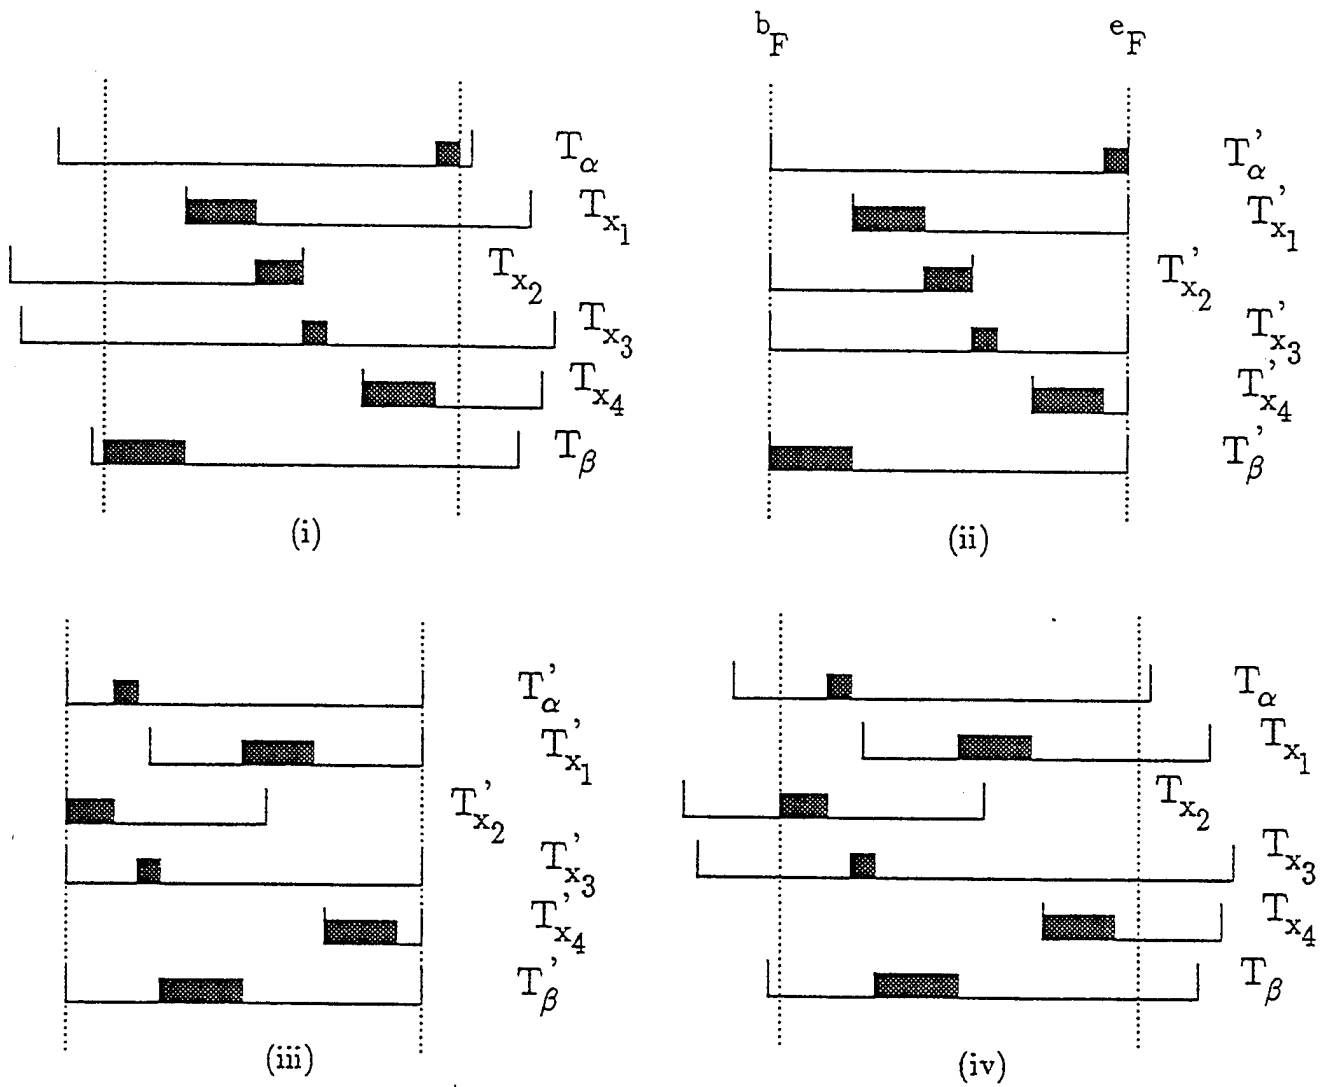 b_F e_F
T_α
T_x₁
T_x₂
T_x₃
T_x₄
T_β
(i)
T'_α
T'_x₁
T'_x₂
T'_x₃
T'_x₄
T'_β
(ii)
T'_α
T'_x₁
T'_x₂
T'_x₃
T'_x₄
T'_β
(iii)
T_α
T_x₁
T_x₂
T_x₃
T_x₄
T_β
(iv)